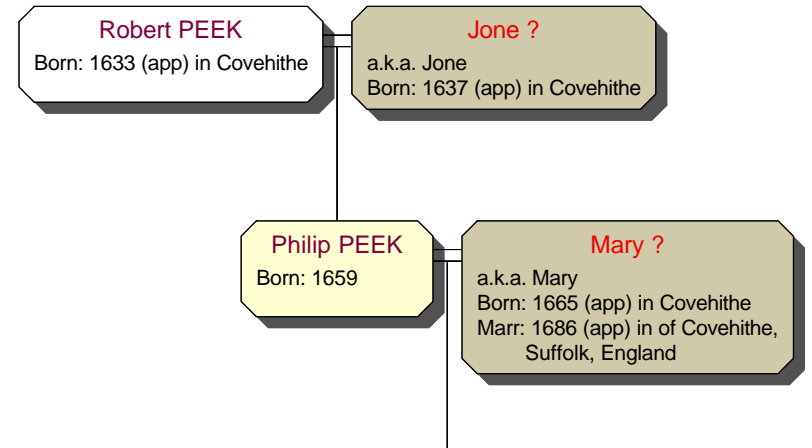 Robert PEEK
Born: 1633 (app) in Covehithe
Jone ?
a.k.a. Jone
Born: 1637 (app) in Covehithe
Philip PEEK
Born: 1659
Mary ?
a.k.a. Mary
Born: 1665 (app) in Covehithe
Marr: 1686 (app) in of Covehithe,
Suffolk, England